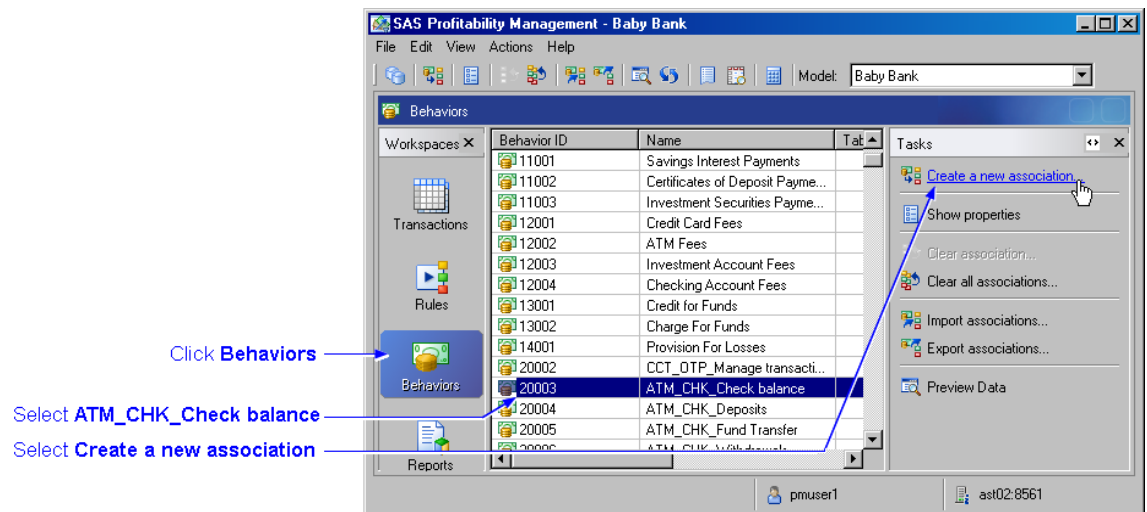 SAS Profitability Management - Baby Bank
File Edit View Actions Help
Model: Baby Bank
Behaviors
Workspaces
Transactions
Rules
Behaviors
Reports
Behavior ID Name Tab
11001 Savings Interest Payments
11002 Certificates of Deposit Payme...
11003 Investment Securities Payme...
12001 Credit Card Fees
12002 ATM Fees
12003 Investment Account Fees
12004 Checking Account Fees
13001 Credit for Funds
13002 Charge For Funds
14001 Provision For Losses
20002 CCT_OTP_Manage transacti...
20003 ATM_CHK_Check balance
20004 ATM_CHK_Deposits
20005 ATM_CHK_Fund Transfer
Tasks
Create a new association...
Show properties
Clear association...
Clear all associations...
Import associations...
Export associations...
Preview Data
Click Behaviors
Select ATM_CHK_Check balance
Select Create a new association
pmuser1 ast02:8561